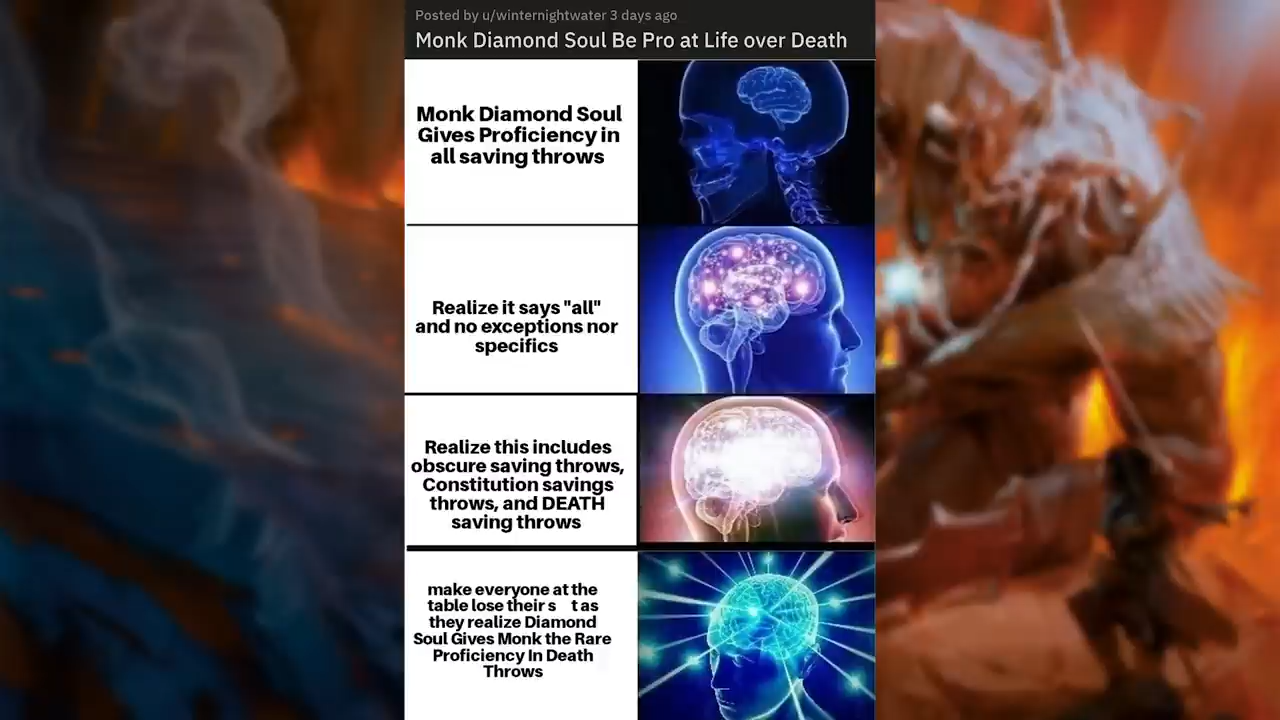 Posted by u/winternightwater 3 days ago
Monk Diamond Soul Be Pro at Life over Death
Monk Diamond Soul
Gives Proficiency in
all saving throws
Realize it says "all"
and no exceptions nor
specifics
Realize this includes
obscure saving throws,
Constitution savings
throws, and DEATH
saving throws
make everyone at the
table lose their s t as
they realize Diamond
Soul Gives Monk the Rare
Proficiency In Death
Throws